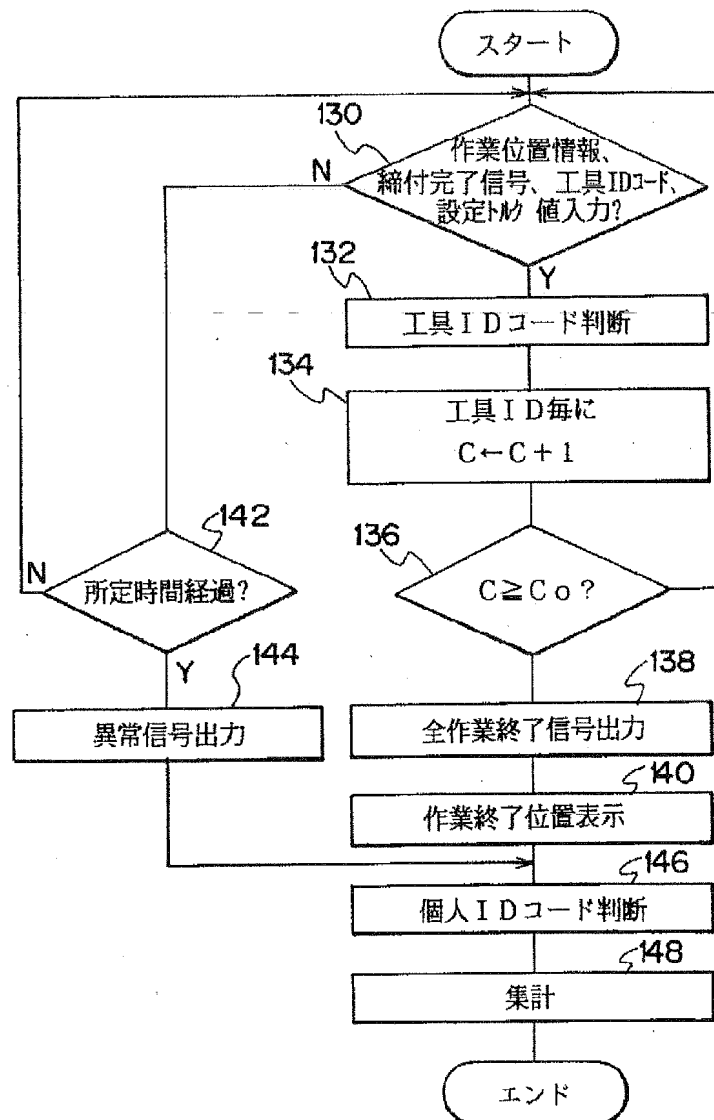 スタート
130
作業位置情報、
締付完了信号、工具IDコード、
設定トルク 値入力?
N
Y
132
工具IDコード判断
134
工具ID毎に
C←C+1
136
C≧Co?
142
所定時間経過?
N
Y
144
異常信号出力
138
全作業終了信号出力
140
作業終了位置表示
146
個人IDコード判断
148
集計
エンド